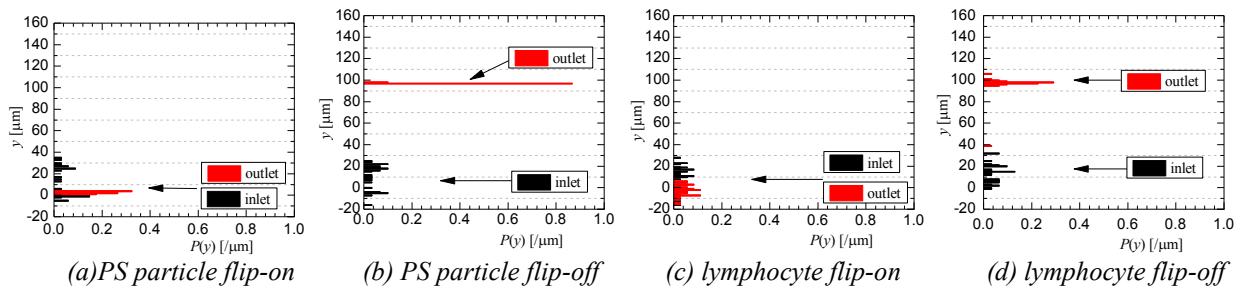 160
140
120
100
80
60
40
20
0
-20
y [µm]
outlet
inlet
0.0 0.2 0.4 0.6 0.8 1.0
P(y) [/µm]
(a)PS particle flip-on
160
140
120
100
80
60
40
20
0
-20
y [µm]
outlet
inlet
0.0 0.2 0.4 0.6 0.8 1.0
P(y) [/µm]
(b) PS particle flip-off
160
140
120
100
80
60
40
20
0
-20
y [µm]
inlet
outlet
0.0 0.2 0.4 0.6 0.8 1.0
P(y) [/µm]
(c) lymphocyte flip-on
160
140
120
100
80
60
40
20
0
-20
y [µm]
outlet
inlet
0.0 0.2 0.4 0.6 0.8 1.0
P(y) [/µm]
(d) lymphocyte flip-off